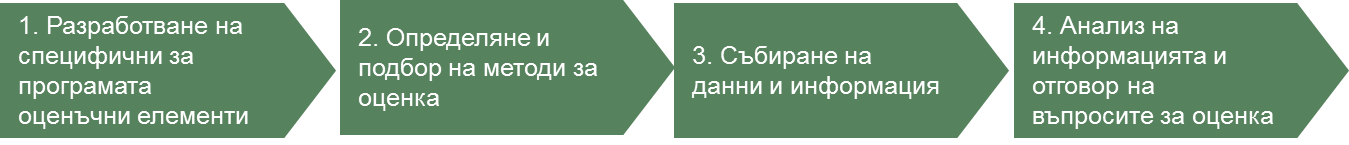 1. Разработване на
специфични за
програмата
оценъчни елементи
2. Определяне и
подбор на методи за
оценка
3. Събиране на
данни и информация
4. Анализ на
информацията и
отговор на
въпросите за оценка